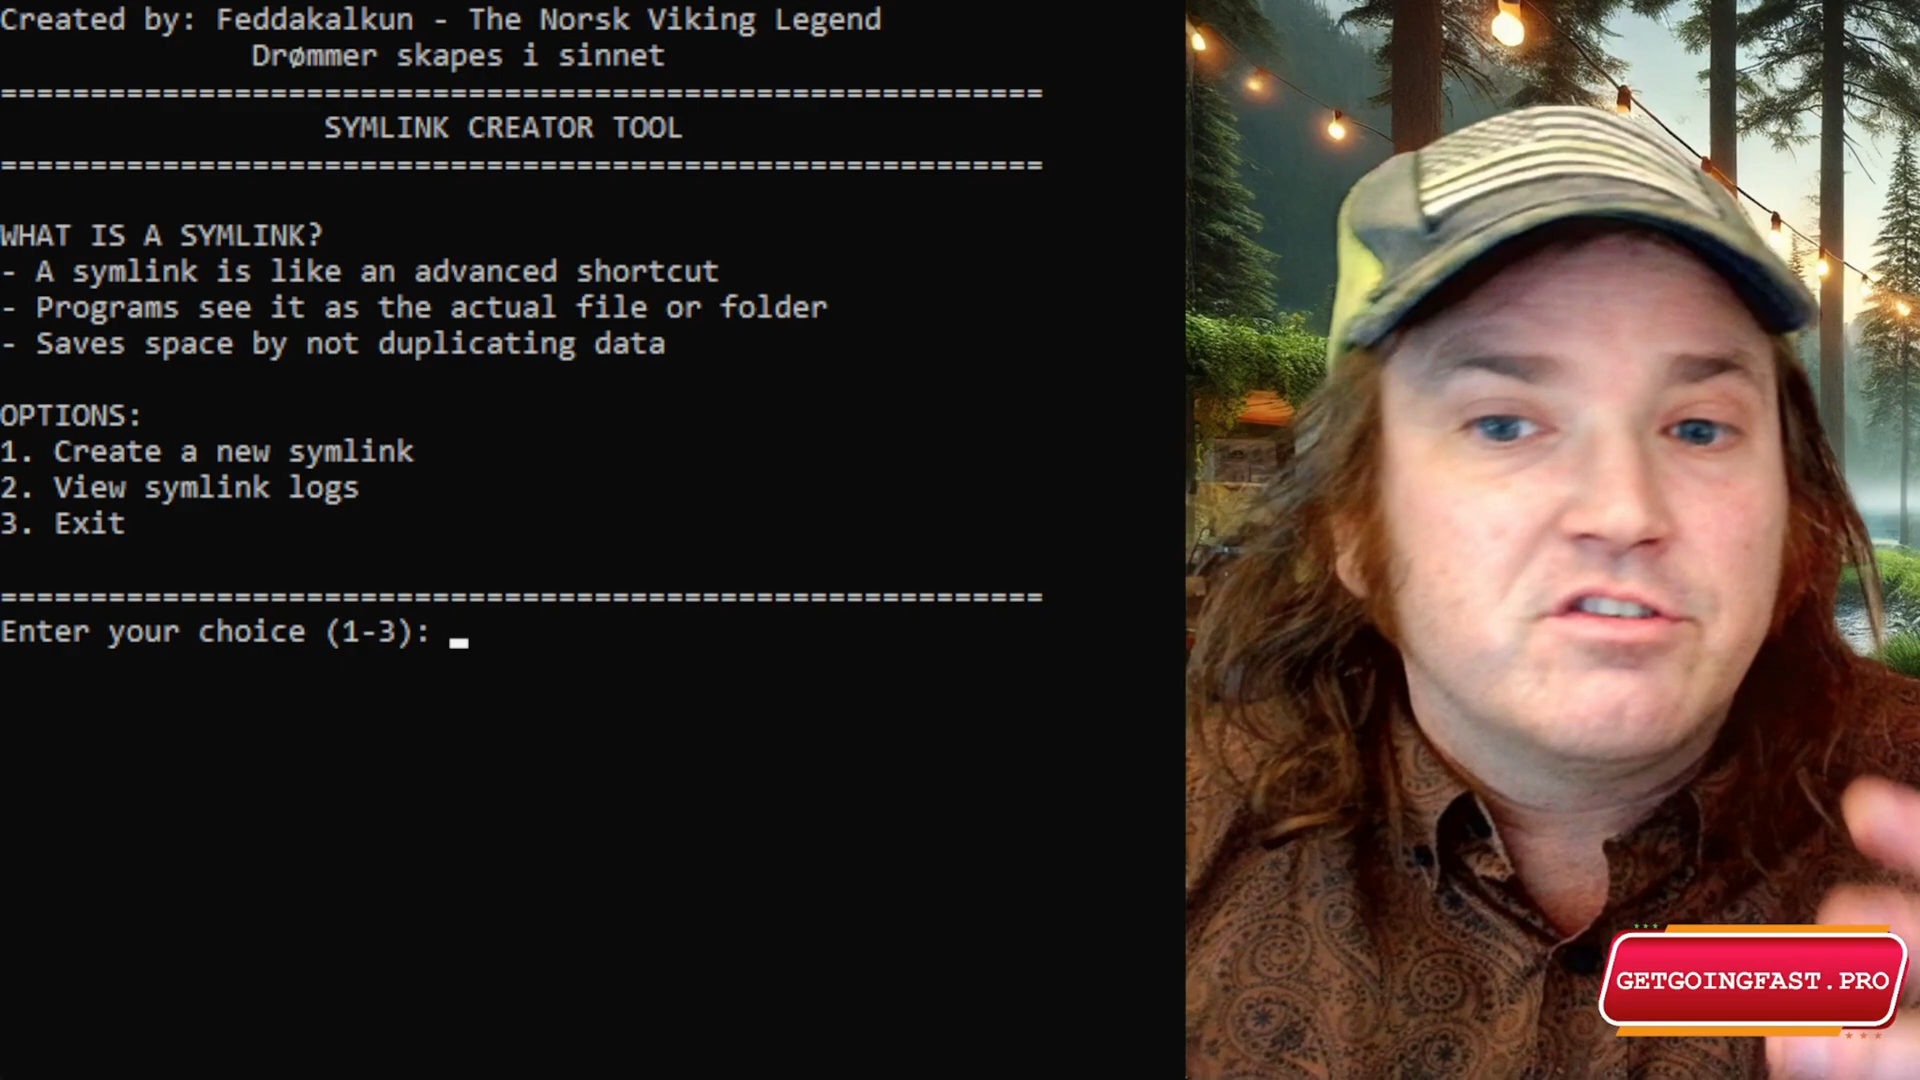 Created by: Feddakalkun - The Norsk Viking Legend
Drømmer skapes i sinnet
==========================================================
SYMLINK CREATOR TOOL
==========================================================
WHAT IS A SYMLINK?
- A symlink is like an advanced shortcut
- Programs see it as the actual file or folder
- Saves space by not duplicating data
OPTIONS:
1. Create a new symlink
2. View symlink logs
3. Exit
==========================================================
Enter your choice (1-3):
GETGOINGFAST.PRO